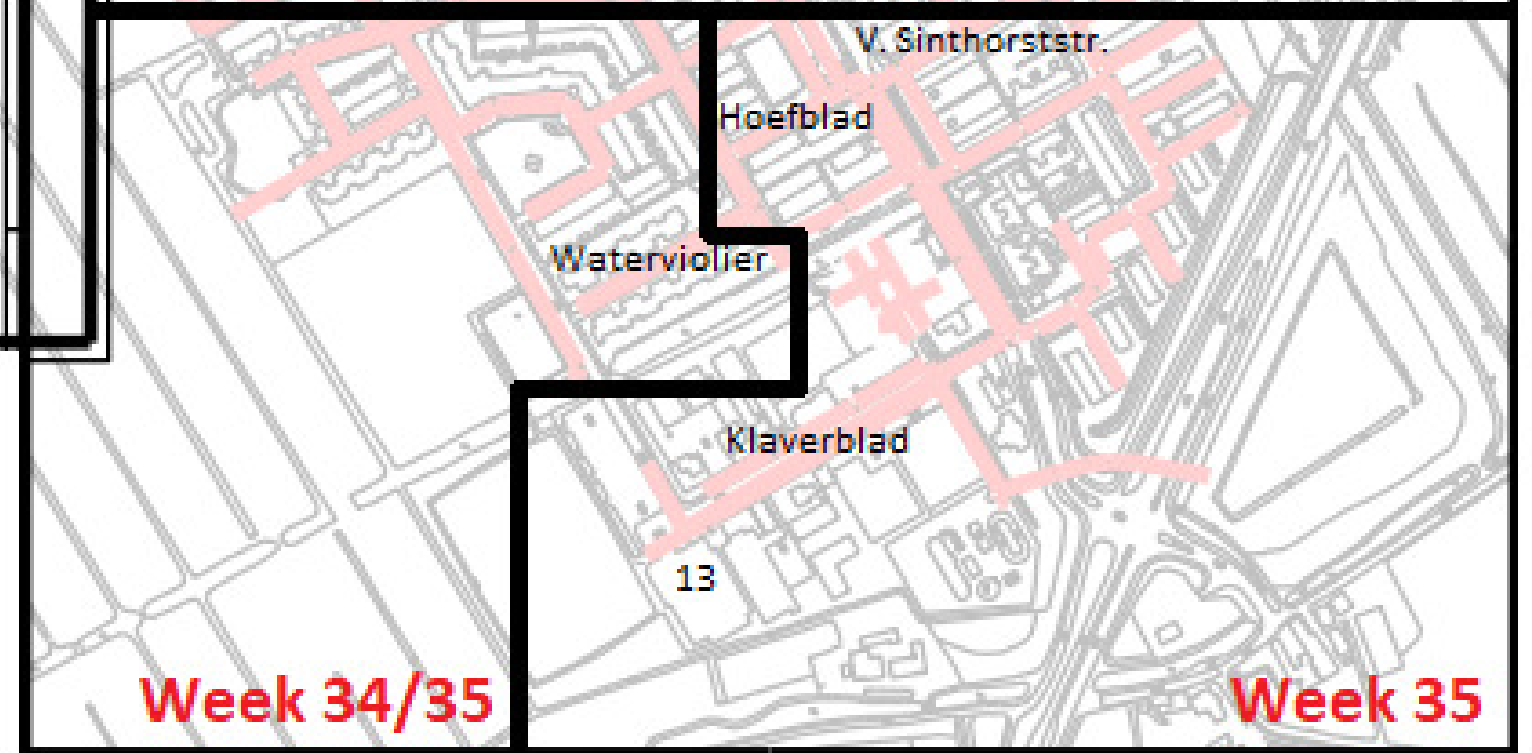 V. Sinthorststr.
Hoefblad
Waterviolier
Klaverblad
13
Week 34/35
Week 35